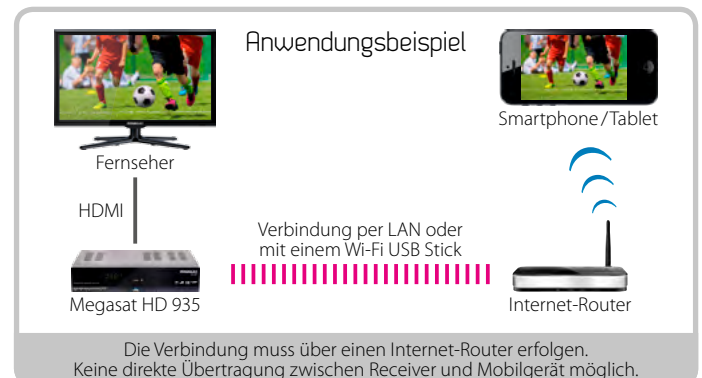 Anwendungsbeispiel
Smartphone/Tablet
Fernseher
HDMI
Verbindung per LAN oder
mit einem Wi-Fi USB Stick
Megasat HD 935
Internet-Router
Die Verbindung muss über einen Internet-Router erfolgen.
Keine direkte Übertragung zwischen Receiver und Mobilgerät möglich.